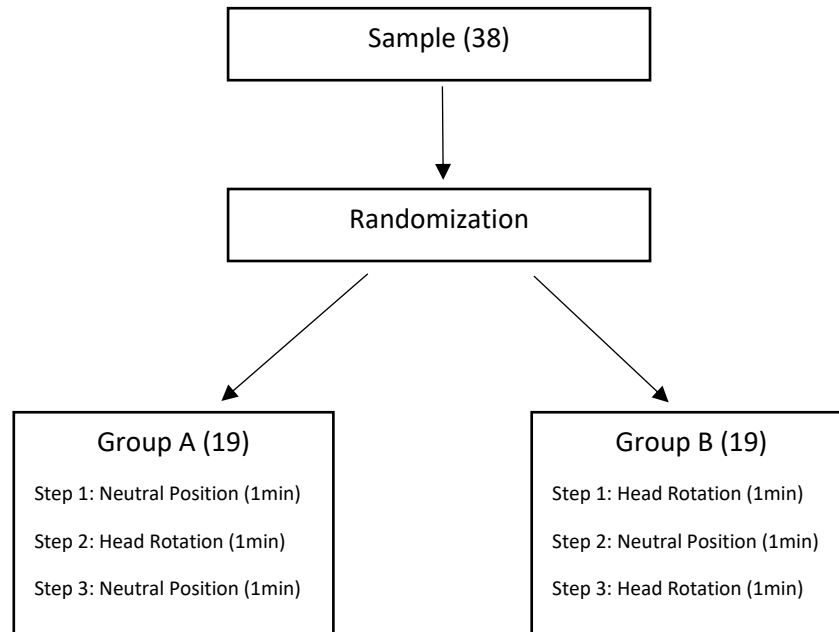 Sample (38)
Randomization
Group A (19)
Step 1: Neutral Position (1min)
Step 2: Head Rotation (1min)
Step 3: Neutral Position (1min)
Group B (19)
Step 1: Head Rotation (1min)
Step 2: Neutral Position (1min)
Step 3: Head Rotation (1min)